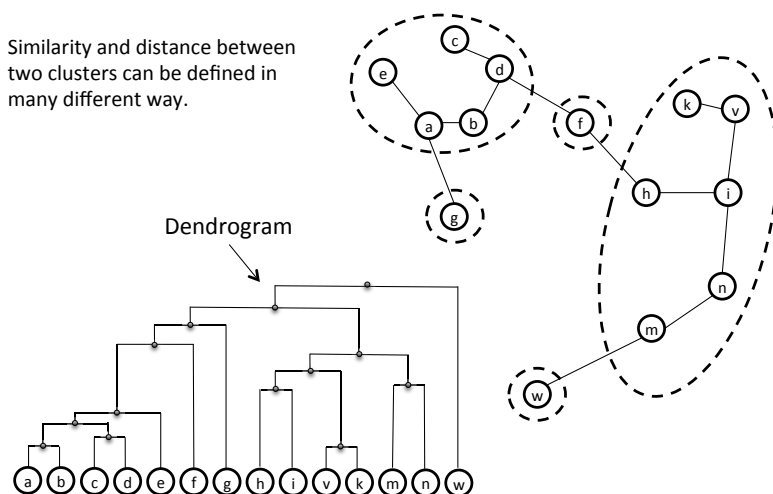 Similarity and distance between
two clusters can be defined in
many different way.
c
e
d
k
v
a
b
f
h
i
g
Dendrogram
n
m
w
a b c d e f g h i v k m n w